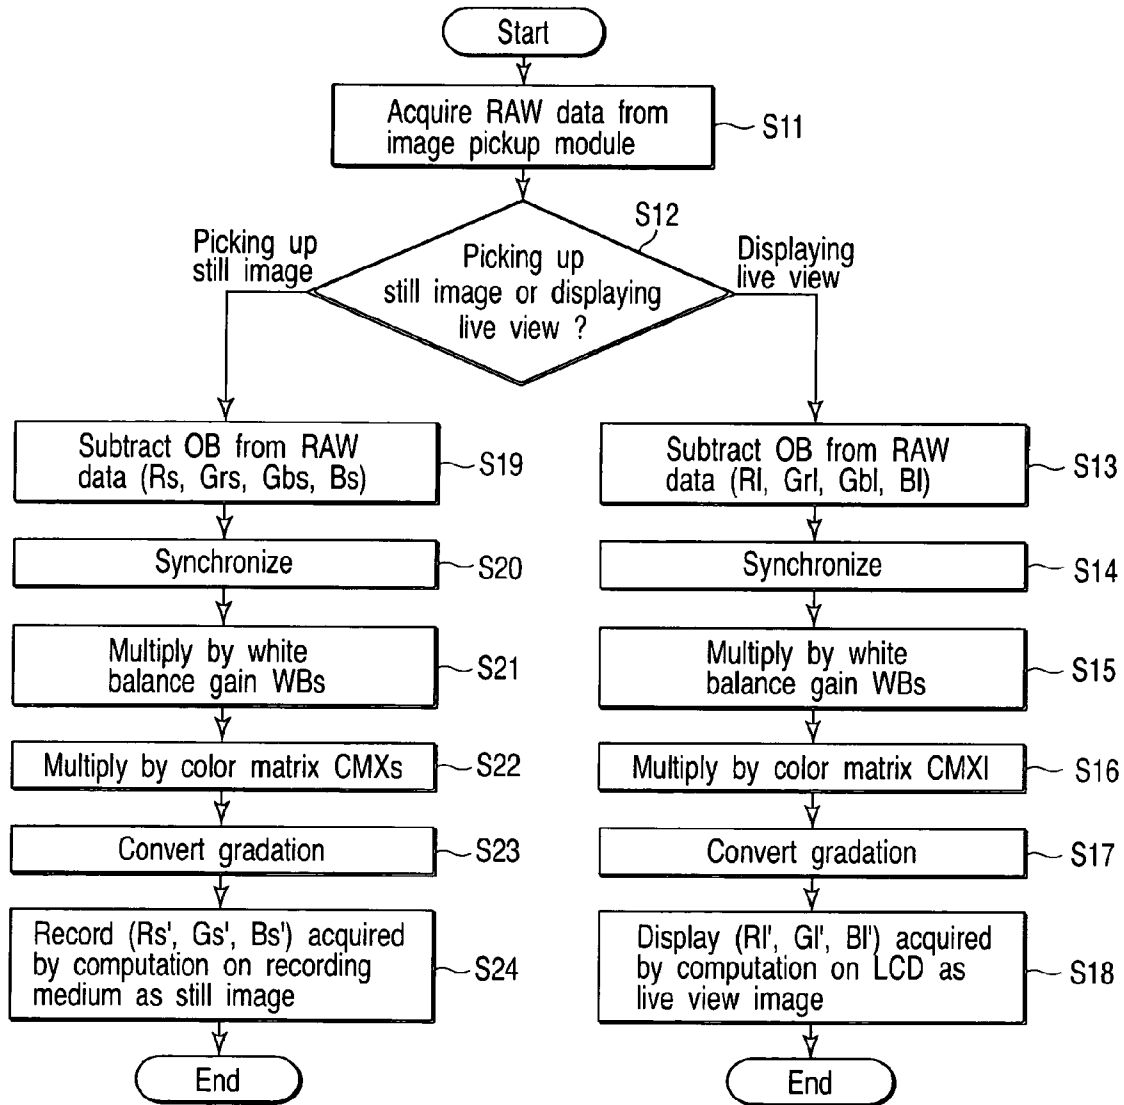 Start
Acquire RAW data from
image pickup module
S11
S12
Picking up
still image
Picking up
still image or displaying
live view ?
Displaying
live view
Subtract OB from RAW
data (Rs, Grs, Gbs, Bs)
S19
Synchronize
S20
Multiply by white
balance gain WBs
S21
Multiply by color matrix CMXs
S22
Convert gradation
S23
Record (Rs', Gs', Bs') acquired
by computation on recording
medium as still image
S24
End
Subtract OB from RAW
data (Rl, Grl, Gbl, Bl)
S13
Synchronize
S14
Multiply by white
balance gain WBs
S15
Multiply by color matrix CMXl
S16
Convert gradation
S17
Display (Rl', Gl', Bl') acquired
by computation on LCD as
live view image
S18
End